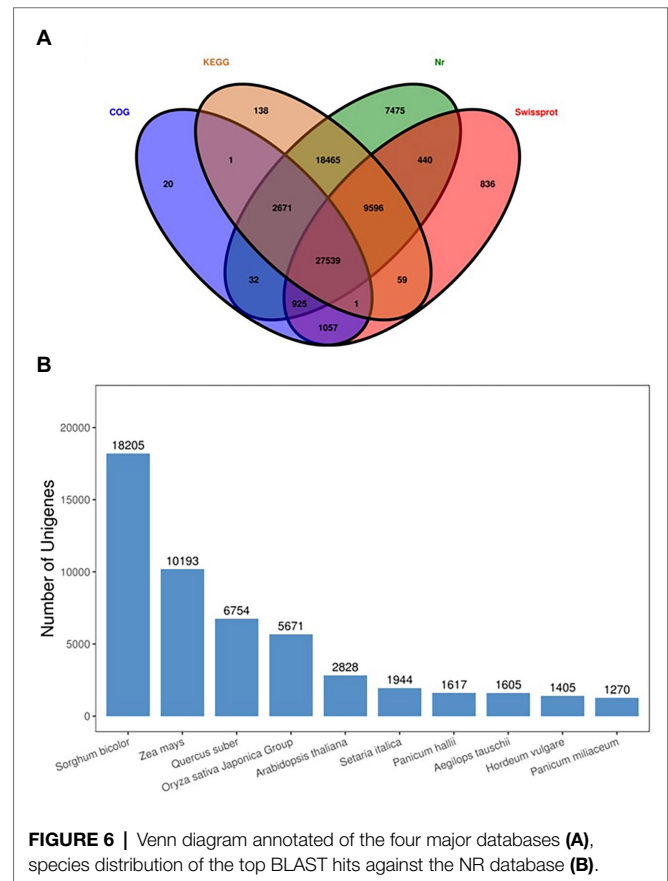 A
KEGG
Nr
COG
Swissprot
138
7475
20
1
18465
440
836
2671
9596
27539
32
59
925
1
1057
B
Number of Unigenes
20000
15000
10000
5000
0
18205
10193
6754
5671
2828
1944
1617
1605
1405
1270
Sorghum bicolor
Zea mays
Quercus suber
Oryza sativa Japonica Group
Arabidopsis thaliana
Setaria italica
Panicum hallii
Aegilops tauschii
Hordeum vulgare
Panicum miliaceum
FIGURE 6 | Venn diagram annotated of the four major databases (A),
species distribution of the top BLAST hits against the NR database (B).